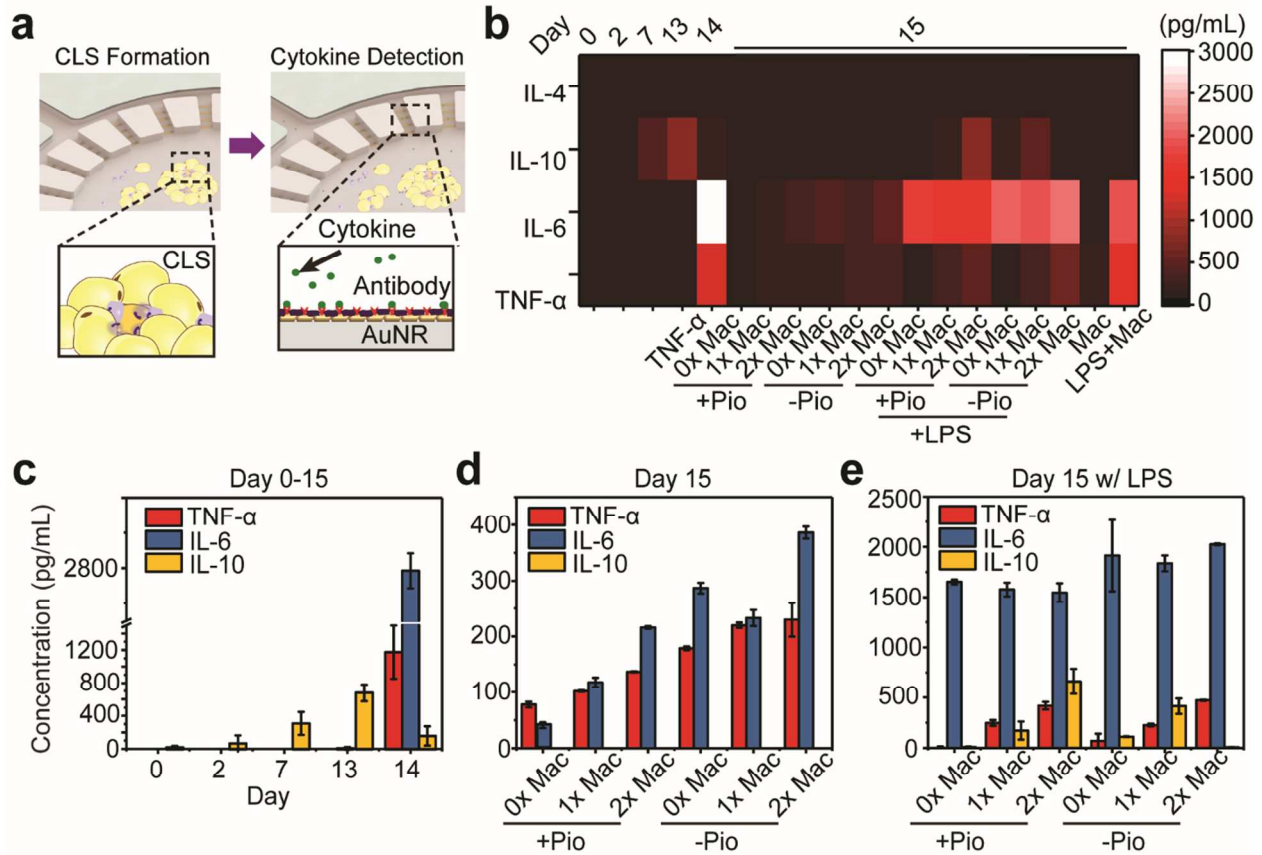 a
CLS Formation
Cytokine Detection
CLS
Cytokine
Antibody
AuNR
b
Day 0 2 7 13 14 15
(pg/mL)
IL-4
IL-10
IL-6
TNF-α
3000
2500
2000
1500
1000
500
0
TNF-α 0x Mac 1x Mac 2x Mac 0x Mac 1x Mac 2x Mac 0x Mac 1x Mac 2x Mac 0x Mac 1x Mac 2x Mac Mac LPS+Mac
+Pio -Pio +Pio -Pio
+LPS
c
Day 0-15
TNF-α
IL-6
IL-10
Concentration (pg/mL)
2800
1200
800
400
0
0 2 7 13 14
Day
d
Day 15
TNF-α
IL-6
IL-10
400
300
200
100
0
0x Mac 1x Mac 2x Mac 0x Mac 1x Mac 2x Mac
+Pio -Pio
e
Day 15 w/ LPS
TNF-α
IL-6
IL-10
2500
2000
1500
1000
500
0
0x Mac 1x Mac 2x Mac 0x Mac 1x Mac 2x Mac
+Pio -Pio